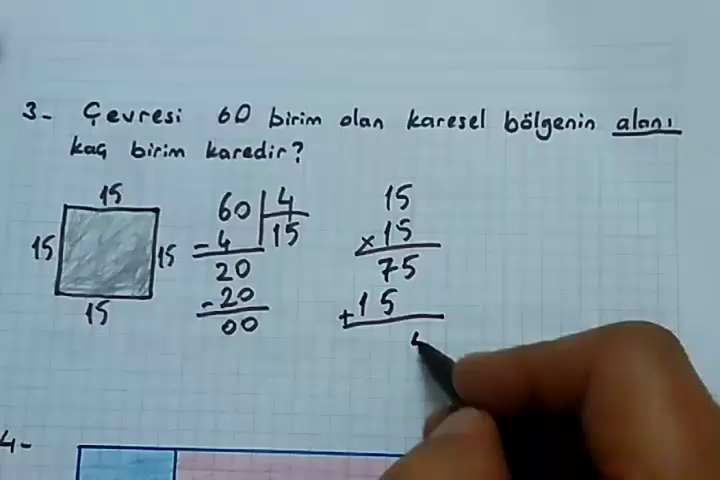 3- Çevresi 60 birim olan karesel bölgenin alanı
kaç birim karedir?
15
15 15
15
60 4
- 4 15
20
- 20
00
15
x 15
75
+ 15
4-